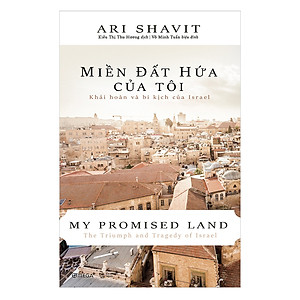 ARI SHAVIT
Kiều Thị Thu Hương dịch | Võ Minh Tuấn hiệu đính
MIỀN ĐẤT HỨA
CỦA TÔI
Khải hoàn và bi kịch của Israel
MY PROMISED LAND
The Triumph and Tragedy of Israel